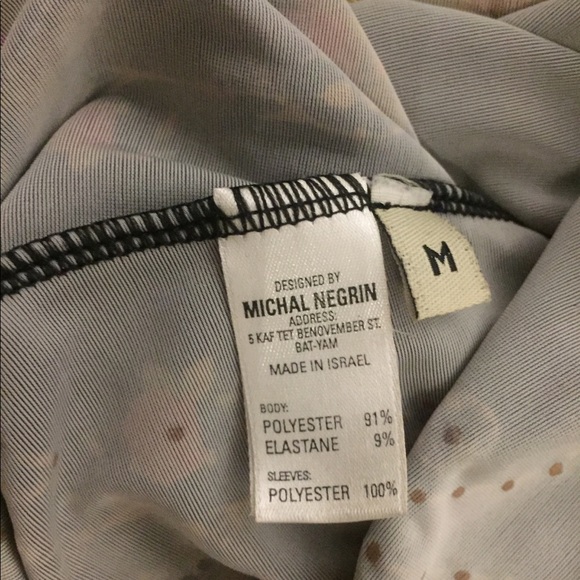 DESIGNED BY
MICHAL NEGRIN
ADDRESS:
5 KAF TET BENOVEMBER ST.
BAT-YAM
MADE IN ISRAEL
BODY:
POLYESTER 91%
ELASTANE 9%
SLEEVES:
POLYESTER 100%
M